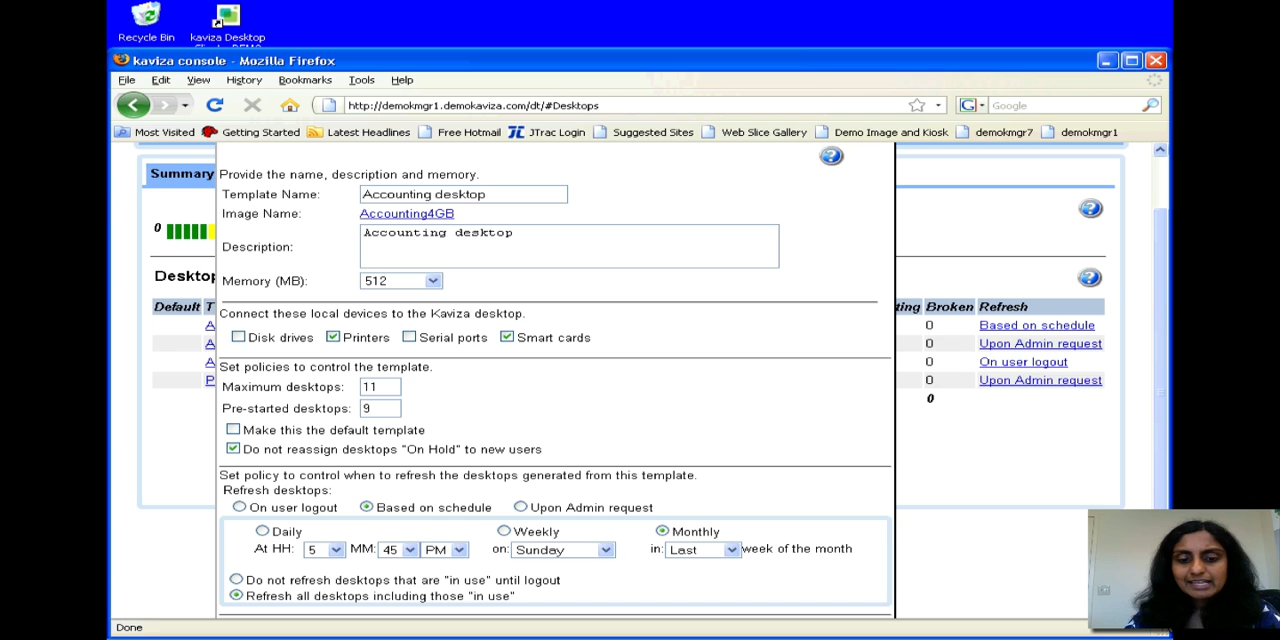 Recycle Bin
kaviza Desktop
kaviza console - Mozilla Firefox
File Edit View History Bookmarks Tools Help
http://demokmgr1.demokaviza.com/dt/#Desktops
G Google
Most Visited Getting Started Latest Headlines Free Hotmail JTrac Login Suggested Sites Web Slice Gallery Demo Image and Kiosk demokmgr7 demokmgr1
Summary
Provide the name, description and memory.
Template Name: Accounting desktop
Image Name: Accounting4GB
Description: Accounting desktop
0
Memory (MB): 512
Desktop
Default T
ting Broken Refresh
Connect these local devices to the Kaviza desktop.
A 0 Based on schedule
Disk drives Printers Serial ports Smart cards
A 0 Upon Admin request
A 0 On user logout
P 0 Upon Admin request
0
Set policies to control the template.
Maximum desktops: 11
Pre-started desktops: 9
Make this the default template
Do not reassign desktops "On Hold" to new users
Set policy to control when to refresh the desktops generated from this template.
Refresh desktops:
On user logout Based on schedule Upon Admin request
Daily Weekly Monthly
At HH: 5 MM: 45 PM on: Sunday in: Last week of the month
Do not refresh desktops that are "in use" until logout
Refresh all desktops including those "in use"
Done